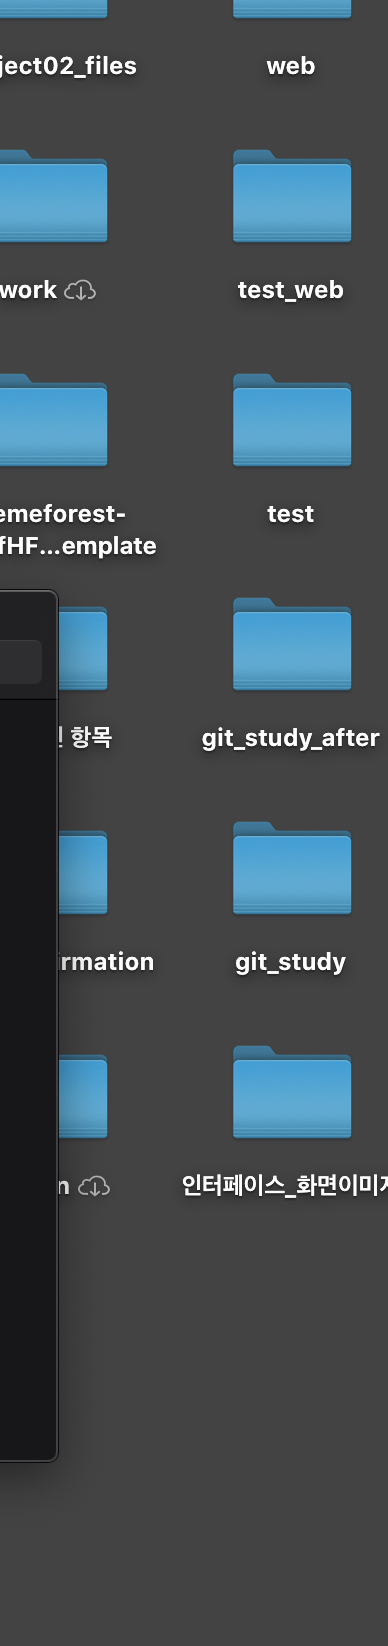 ject02_files
web
work
test_web
emeforest-
fHF...emplate
test
항목
git_study_after
irmation
git_study
n
인터페이스_화면이미지